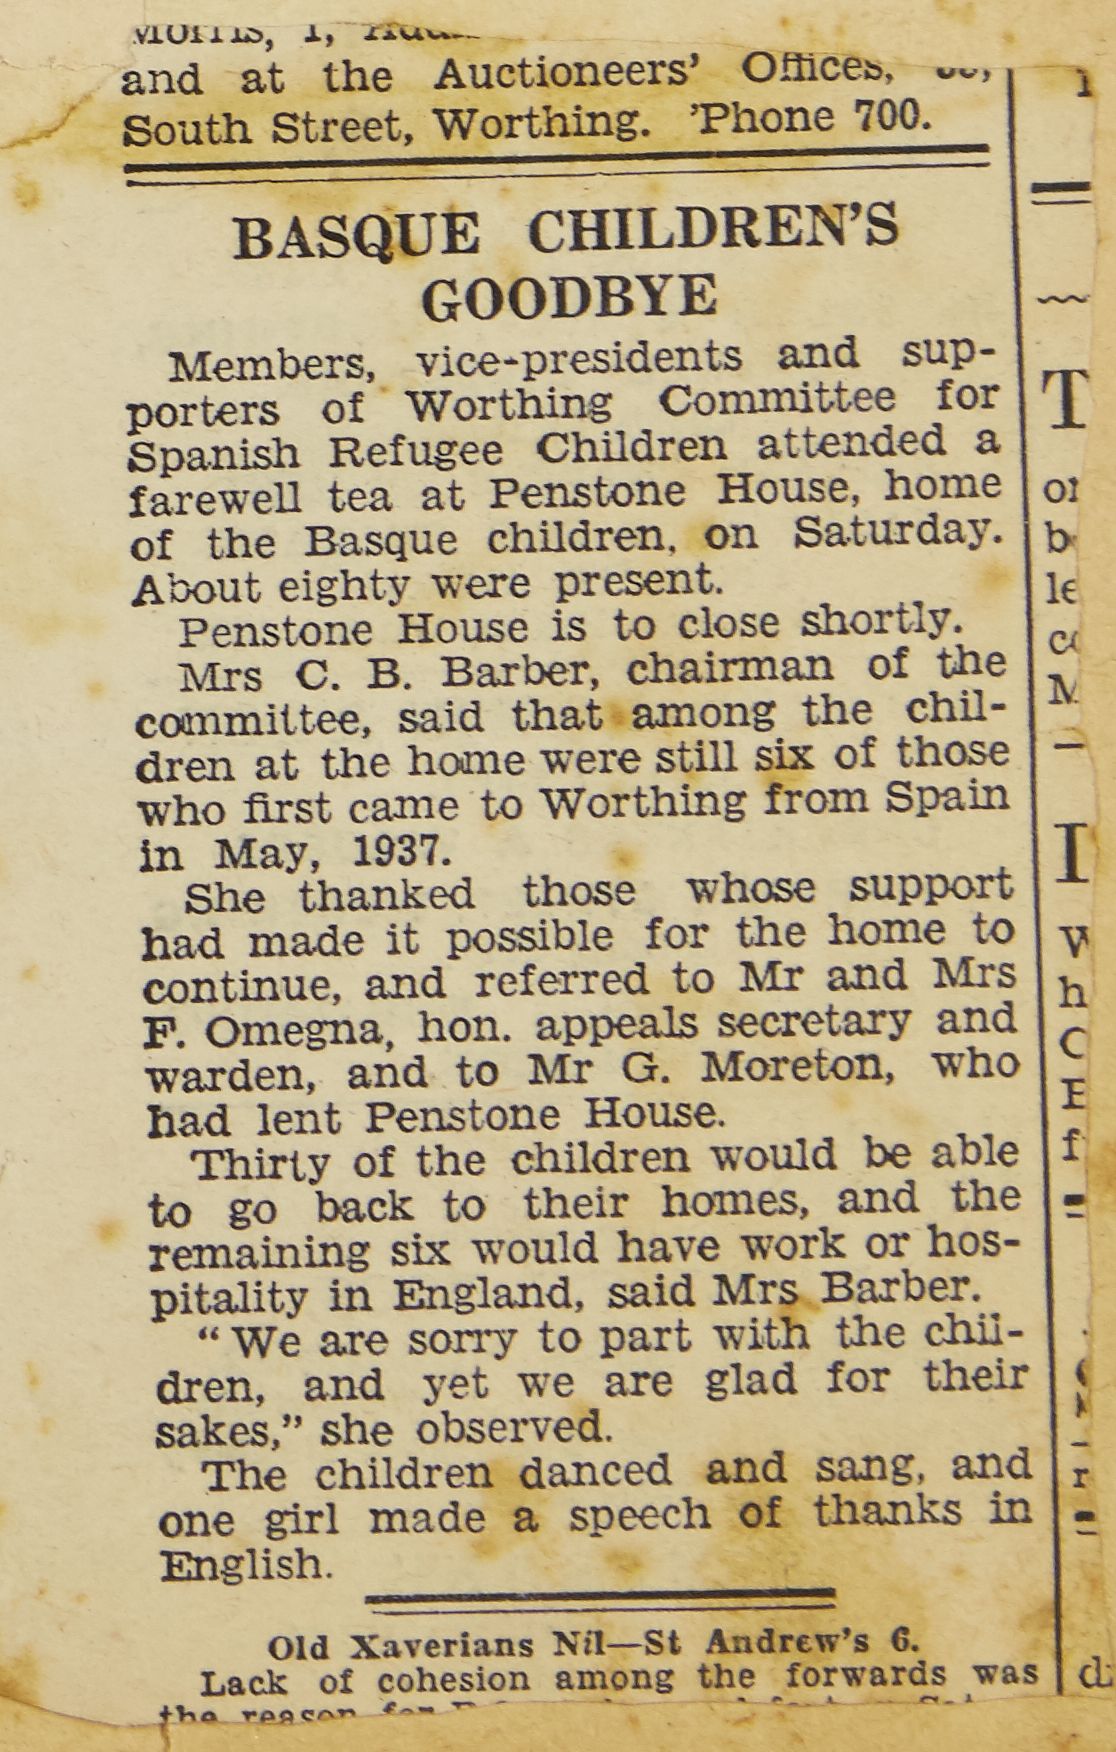 and at the Auctioneers' Offices,
South Street, Worthing. 'Phone 700.
BASQUE CHILDREN'S
GOODBYE
Members, vice-presidents and sup-
porters of Worthing Committee for
Spanish Refugee Children attended a
farewell tea at Penstone House, home
of the Basque children, on Saturday.
About eighty were present.
Penstone House is to close shortly.
Mrs C. B. Barber, chairman of the
committee, said that among the chil-
dren at the home were still six of those
who first came to Worthing from Spain
in May, 1937.
She thanked those whose support
had made it possible for the home to
continue, and referred to Mr and Mrs
F. Omegna, hon. appeals secretary and
warden, and to Mr G. Moreton, who
had lent Penstone House.
Thirty of the children would be able
to go back to their homes, and the
remaining six would have work or hos-
pitality in England, said Mrs Barber.
"We are sorry to part with the chil-
dren, and yet we are glad for their
sakes," she observed.
The children danced and sang, and
one girl made a speech of thanks in
English.
Old Xaverians Nil—St Andrew's 6.
Lack of cohesion among the forwards was
the reason for